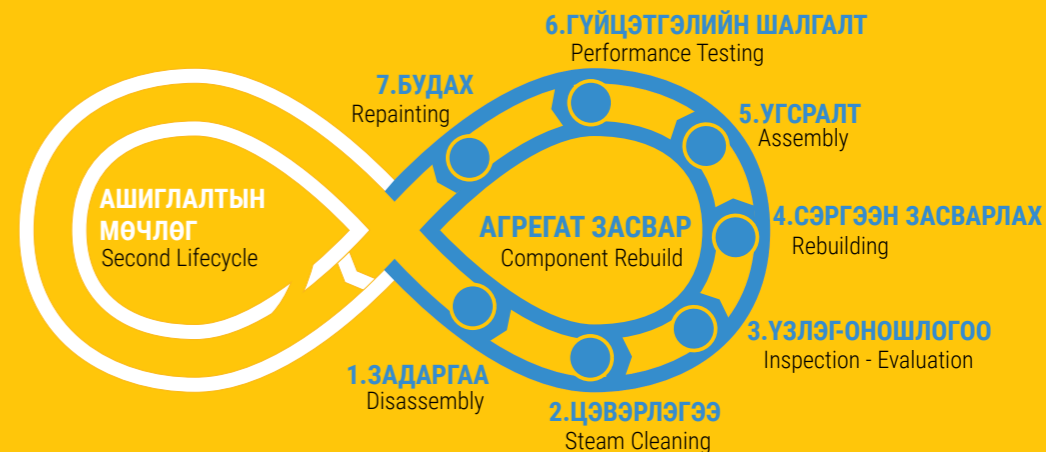 6.ГҮЙЦЭТГЭЛИЙН ШАЛГАЛТ
Performance Testing
7.БУДАХ
Repainting
5.УГСРАЛТ
Assembly
АШИГЛАЛТЫН
МӨЧЛӨГ
Second Lifecycle
АГРЕГАТ ЗАСВАР
Component Rebuild
4.СЭРГЭЭН ЗАСВАРЛАХ
Rebuilding
3.ҮЗЛЭГ-ОНОШЛОГОО
Inspection - Evaluation
1.ЗАДАРГАА
Disassembly
2.ЦЭВЭРЛЭГЭЭ
Steam Cleaning